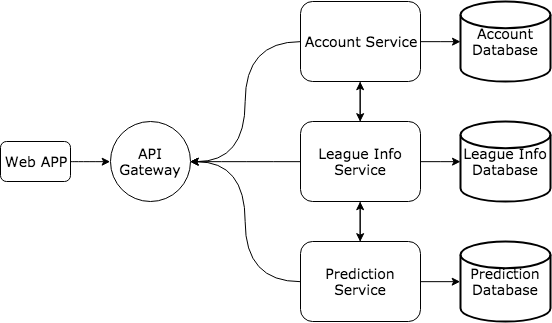 Account Service
Account
Database
Web APP
API
Gateway
League Info
Service
League Info
Database
Prediction
Service
Prediction
Database